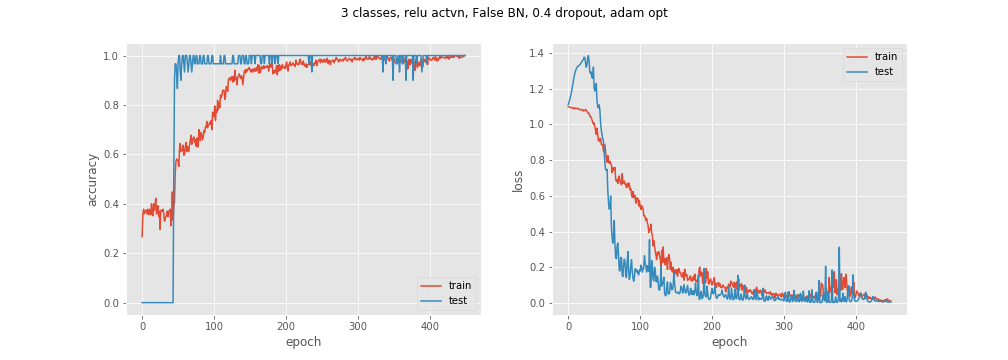 3 classes, relu actvn, False BN, 0.4 dropout, adam opt
1.0
0.8
0.6
0.4
0.2
0.0
accuracy
0 100 200 300 400
epoch
train
test
1.4
1.2
1.0
0.8
0.6
0.4
0.2
0.0
loss
0 100 200 300 400
epoch
train
test